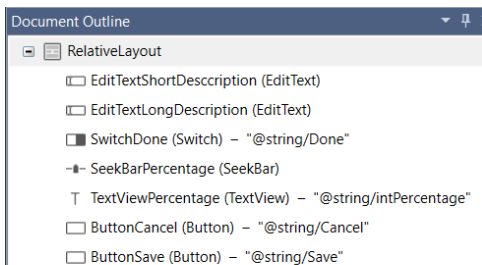 Document Outline
RelativeLayout
EditTextShortDesccription (EditText)
EditTextLongDescription (EditText)
SwitchDone (Switch) – "@string/Done"
SeekBarPercentage (SeekBar)
TextViewPercentage (TextView) – "@string/intPercentage"
ButtonCancel (Button) – "@string/Cancel"
ButtonSave (Button) – "@string/Save"